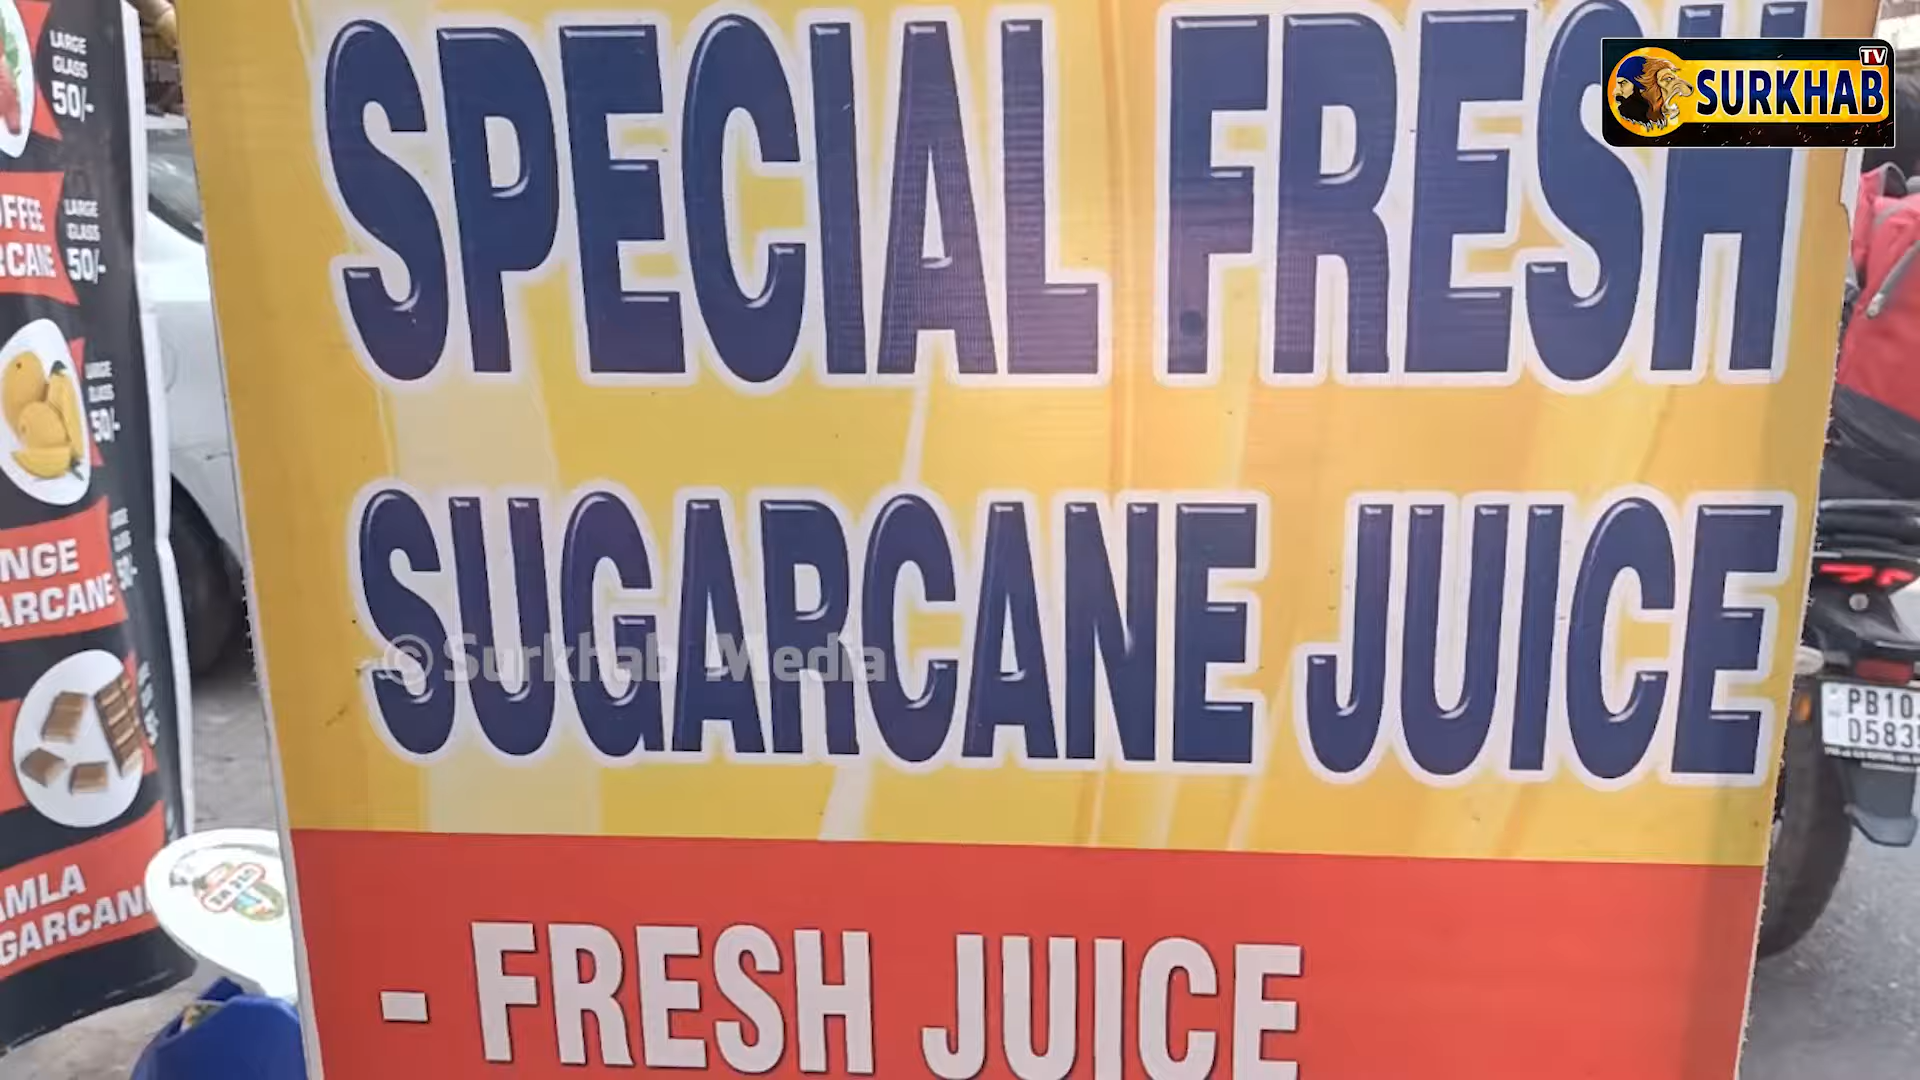 SPECIAL FRESH
SUGARCANE JUICE
- FRESH JUICE
LARGE
GLASS
50/-
LARGE
GLASS
50/-
LARGE
GLASS
50/-
AMLA
TV
SURKHAB
© Surkhab Media
PB10